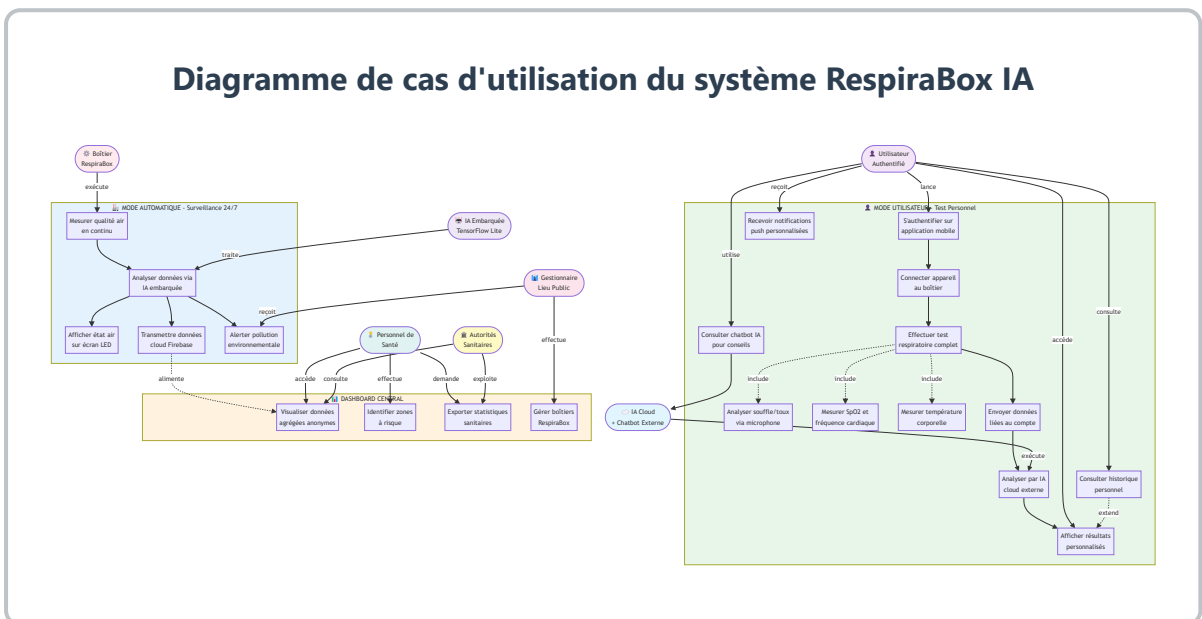 Diagramme de cas d'utilisation du système RespiraBox IA
Boîtier
RespiraBox
exécute
MODE AUTOMATIQUE - Surveillance 24/7
Mesurer qualité air
en continu
IA Embarquée
TensorFlow Lite
traite
Analyser données via
IA embarquée
Gestionnaire
Lieu Public
reçoit
Afficher état air
sur écran LED
Transmettre données
cloud Firebase
Alerter pollution
environnementale
Personnel de
Santé
Autorités
Sanitaires
effectue
alimente
accède
consulte
effectue
demande
exploite
DASHBOARD CENTRAL
Visualiser données
agrégées anonymes
Identifier zones
à risque
Exporter statistiques
sanitaires
Gérer boîtiers
RespiraBox
Utilisateur
Authentifié
reçoit
lance
MODE UTILISATEUR - Test Personnel
Recevoir notifications
push personnalisées
S'authentifier sur
application mobile
utilise
Connecter appareil
au boîtier
consulte
Consulter chatbot IA
pour conseils
Effectuer test
respiratoire complet
accède
include
include
include
IA Cloud
+ Chatbot Externe
Analyser souffle/toux
via microphone
Mesurer SpO2 et
fréquence cardiaque
Mesurer température
corporelle
Envoyer données
liées au compte
exécute
Analyser par IA
cloud externe
Consulter historique
personnel
extend
Afficher résultats
personnalisés